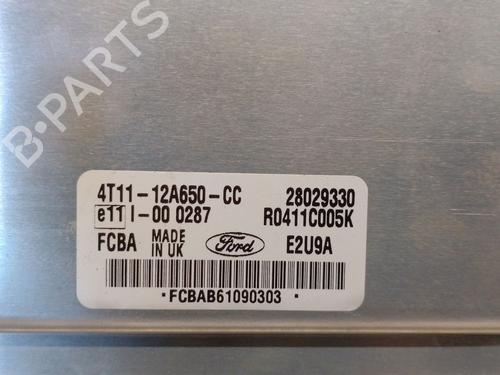 B-PARTS
4T11-12A650-CC 28029330
e11 I-00 0287 R0411C005K
FCBA MADE IN UK Ford E2U9A
·FCBAB61090303·